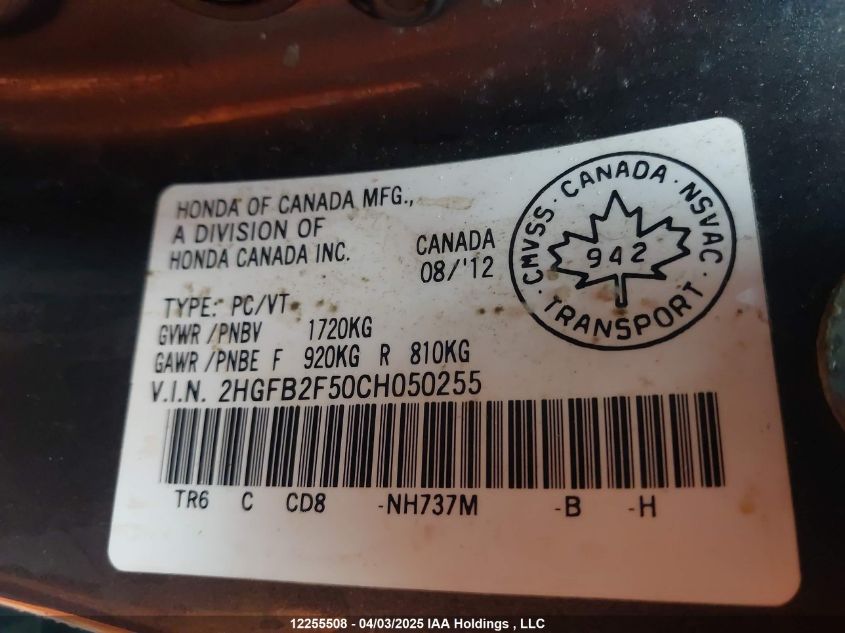 HONDA OF CANADA MFG.,
A DIVISION OF
HONDA CANADA INC.
CANADA
08/'12
CMVSS · CANADA · NSVAC
942
· TRANSPORT ·
TYPE: PC/VT
GVWR /PNBV 1720KG
GAWR /PNBE F 920KG R 810KG
V.I.N. 2HGFB2F50CH050255
TR6 C CD8 -NH737M -B -H
12255508 - 04/03/2025 IAA Holdings , LLC